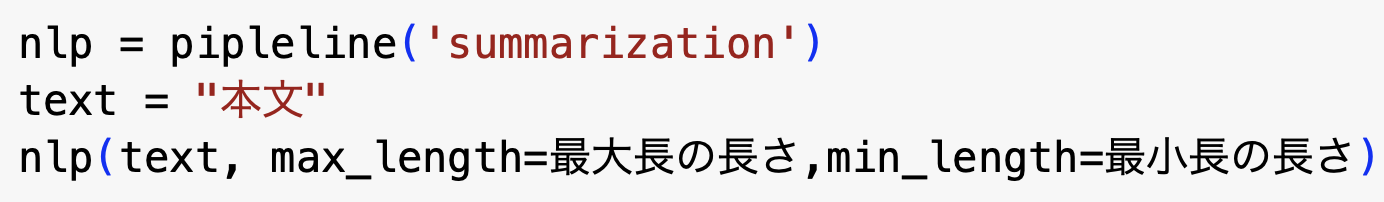 nlp = pipleline('summarization')
text = "本文"
nlp(text, max_length=最大長の長さ,min_length=最小長の長さ)